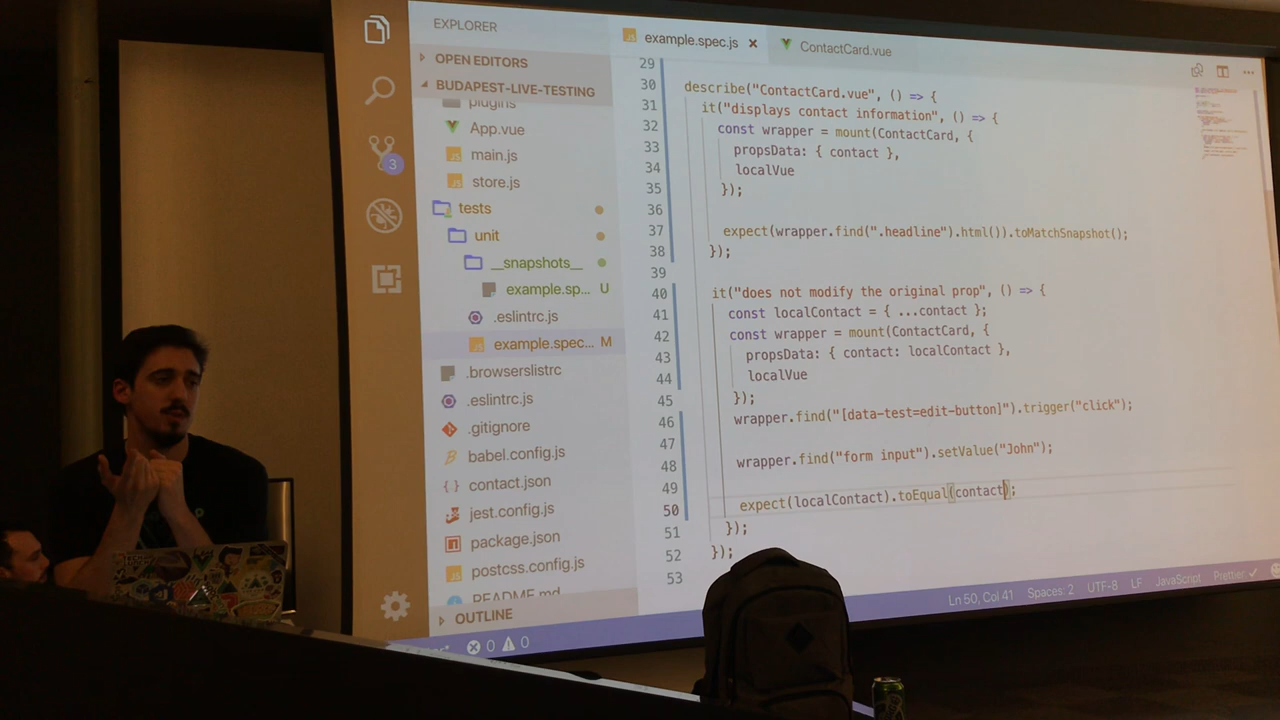 EXPLORER
OPEN EDITORS
BUDAPEST-LIVE-TESTING
plugins
App.vue
main.js
store.js
3
tests
unit
__snapshots__
example.sp... U
.eslintrc.js
example.spec... M
.browserslistrc
.eslintrc.js
.gitignore
babel.config.js
{ } contact.json
jest.config.js
package.json
postcss.config.js
README.md
OUTLINE
0 0
example.spec.js ×
ContactCard.vue
29
30 describe("ContactCard.vue", () => {
31 it("displays contact information", () => {
32 const wrapper = mount(ContactCard, {
33 propsData: { contact },
34 localVue
35 });
36
37 expect(wrapper.find(".headline").html()).toMatchSnapshot();
38 });
39
40 it("does not modify the original prop", () => {
41 const localContact = { ...contact };
42 const wrapper = mount(ContactCard, {
43 propsData: { contact: localContact },
44 localVue
45 });
46 wrapper.find("[data-test=edit-button]").trigger("click");
47
48 wrapper.find("form input").setValue("John");
49
50 expect(localContact).toEqual(contact);
51 });
52 });
53
Ln 50, Col 41 Spaces: 2 UTF-8 LF JavaScript Prettier ✓